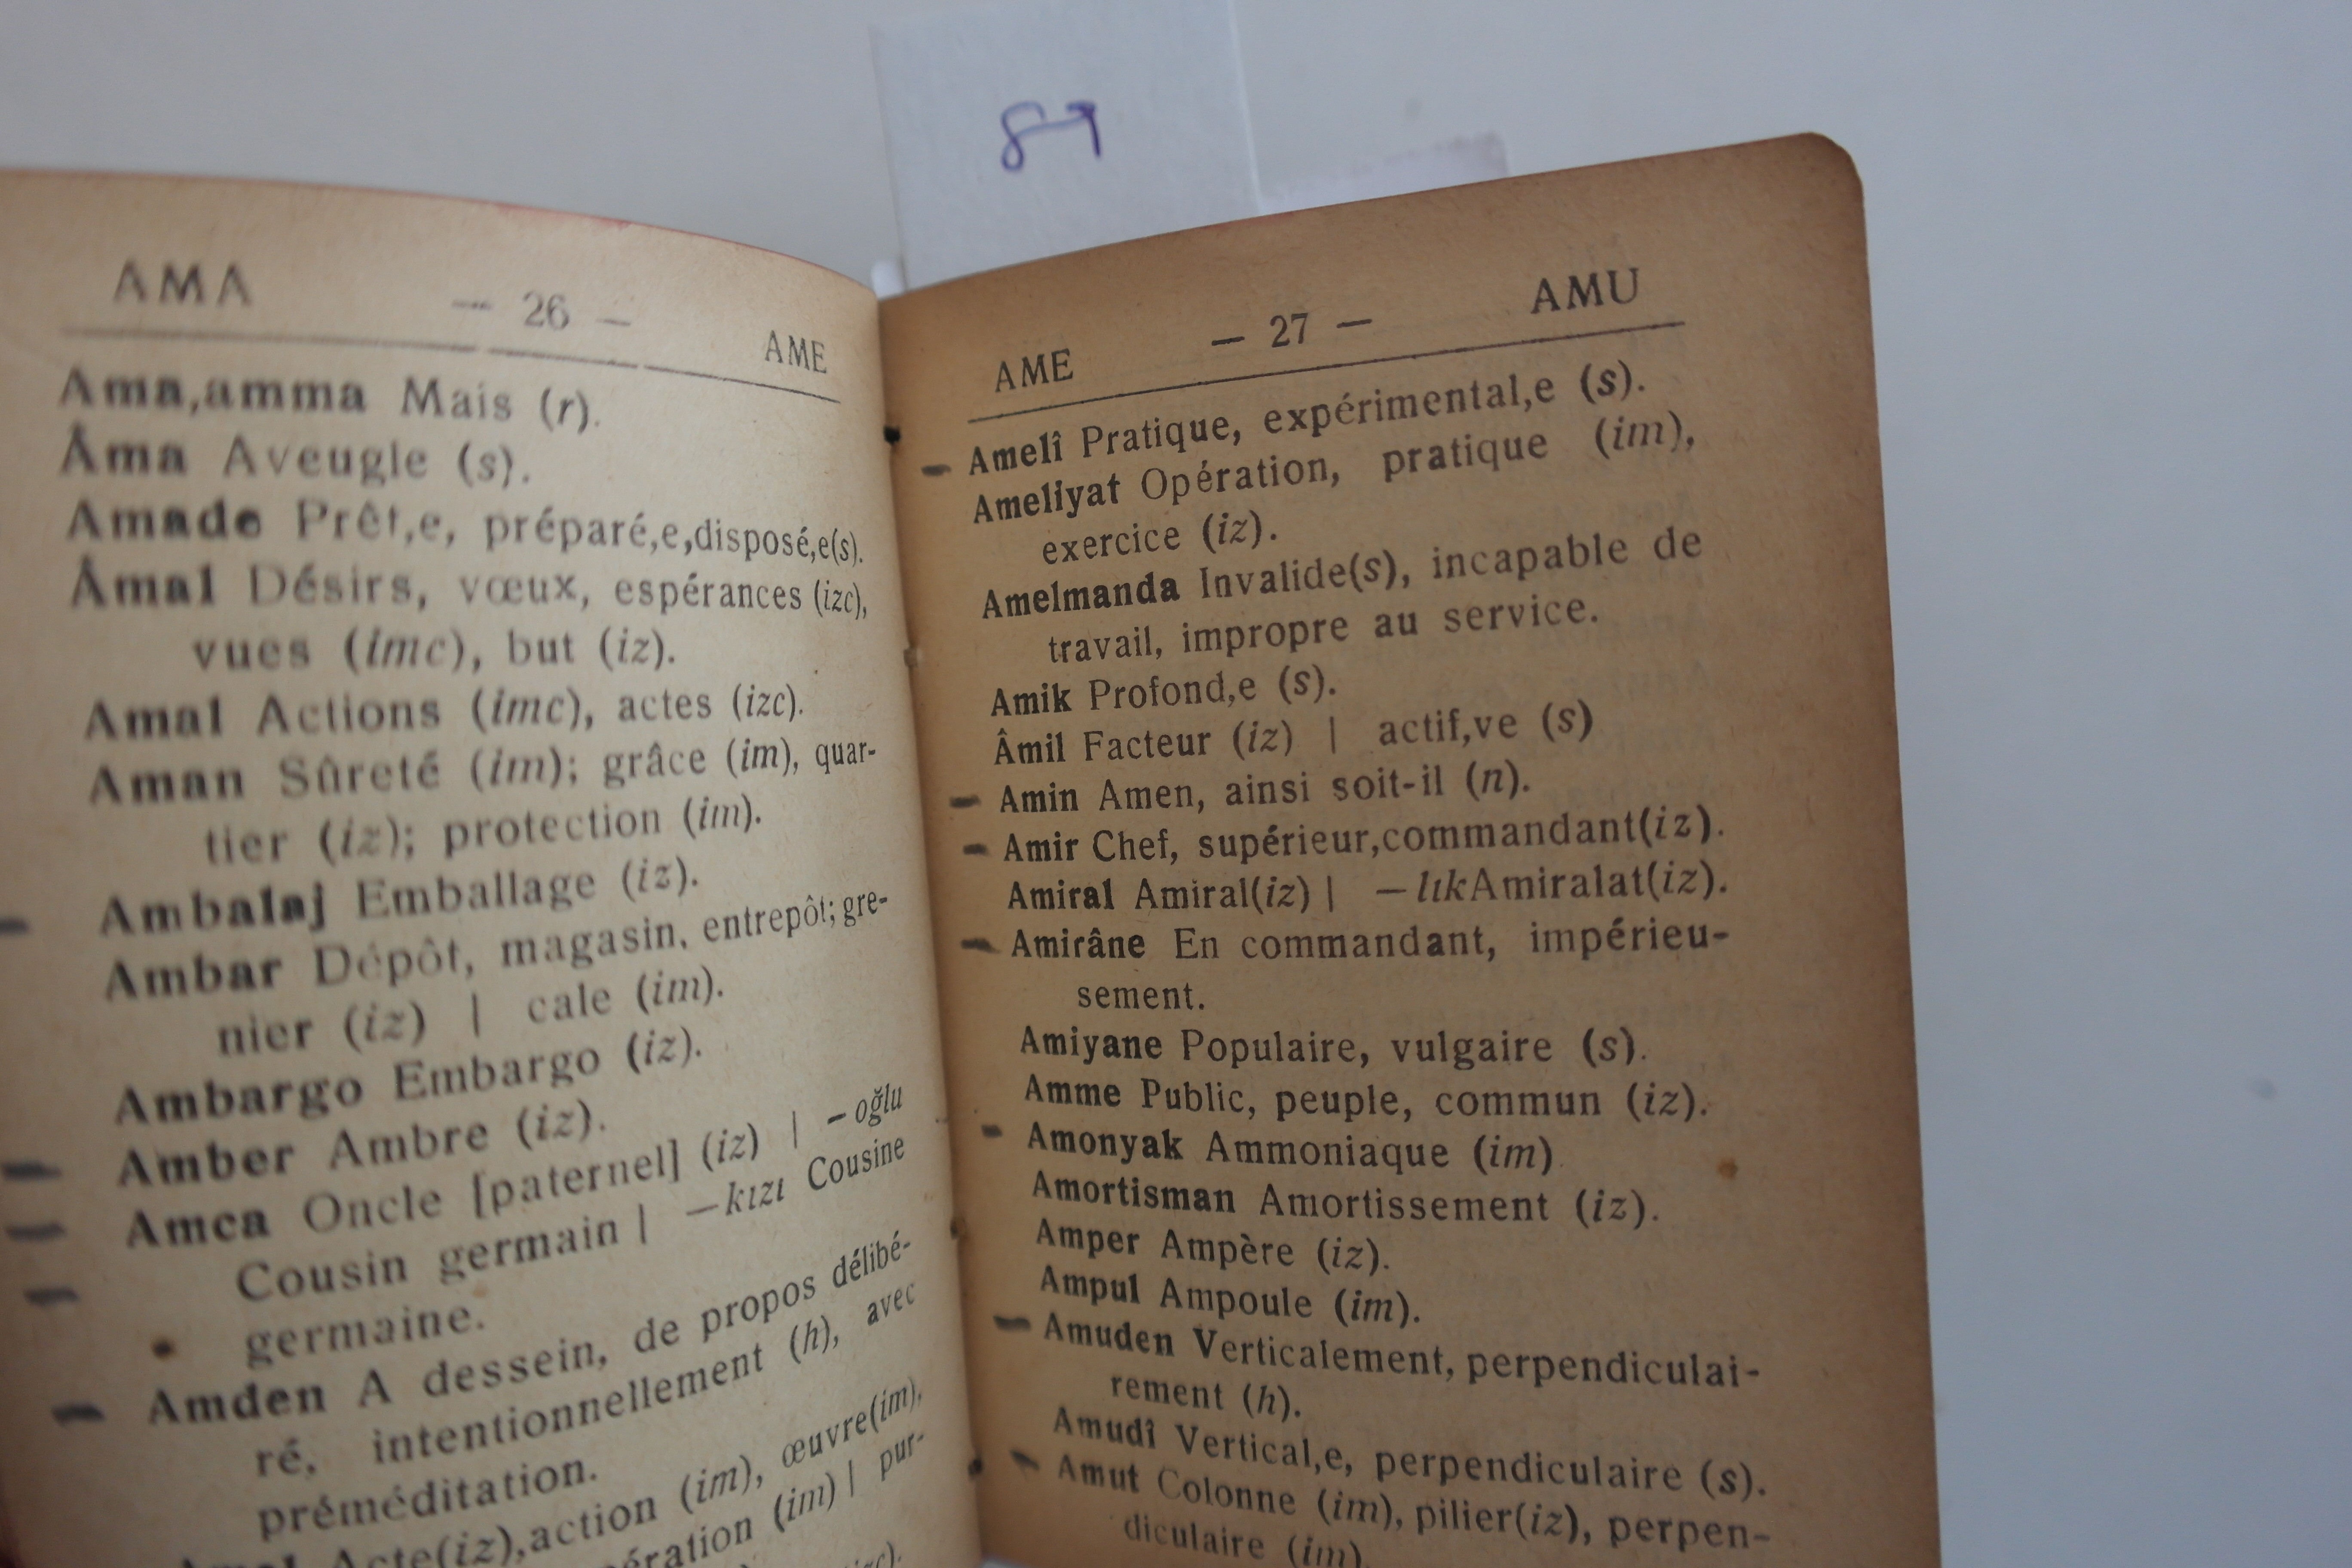 AMA — 26 — AME
Ama,amma Mais (r).
Âma Aveugle (s).
Amade Prêt,e, préparé,e,disposé,e(s).
Âmal Désirs, vœux, espérances (izc),
vues (imc), but (iz).
Amal Actions (imc), actes (izc).
Aman Sûreté (im); grâce (im), quar-
tier (iz); protection (im).
Ambalaj Emballage (iz).
Ambar Dépôt, magasin, entrepôt; gre-
nier (iz) | cale (im).
Ambargo Embargo (iz).
Amber Ambre (iz).
Amca Oncle [paternel] (iz) | — oğlu
Cousin germain | —kızı Cousine
germaine.
Amden A dessein, de propos délibé-
ré, intentionnellement (h), avec
préméditation.
Acte(iz),action (im), œuvre(im),
(im) | pur-
AME — 27 — AMU
Amelî Pratique, expérimental,e (s).
Ameliyat Opération, pratique (im),
exercice (iz).
Amelmanda Invalide(s), incapable de
travail, impropre au service.
Amik Profond,e (s).
Âmil Facteur (iz) | actif,ve (s)
Amin Amen, ainsi soit-il (n).
Amir Chef, supérieur,commandant(iz).
Amiral Amiral(iz) | —lık Amiralat(iz).
Amirâne En commandant, impérieu-
sement.
Amiyane Populaire, vulgaire (s).
Amme Public, peuple, commun (iz).
Amonyak Ammoniaque (im)
Amortisman Amortissement (iz).
Amper Ampère (iz).
Ampul Ampoule (im).
Amuden Verticalement, perpendiculai-
rement (h).
Amudî Vertical,e, perpendiculaire (s).
Amut Colonne (im), pilier(iz), perpen-
diculaire (im).